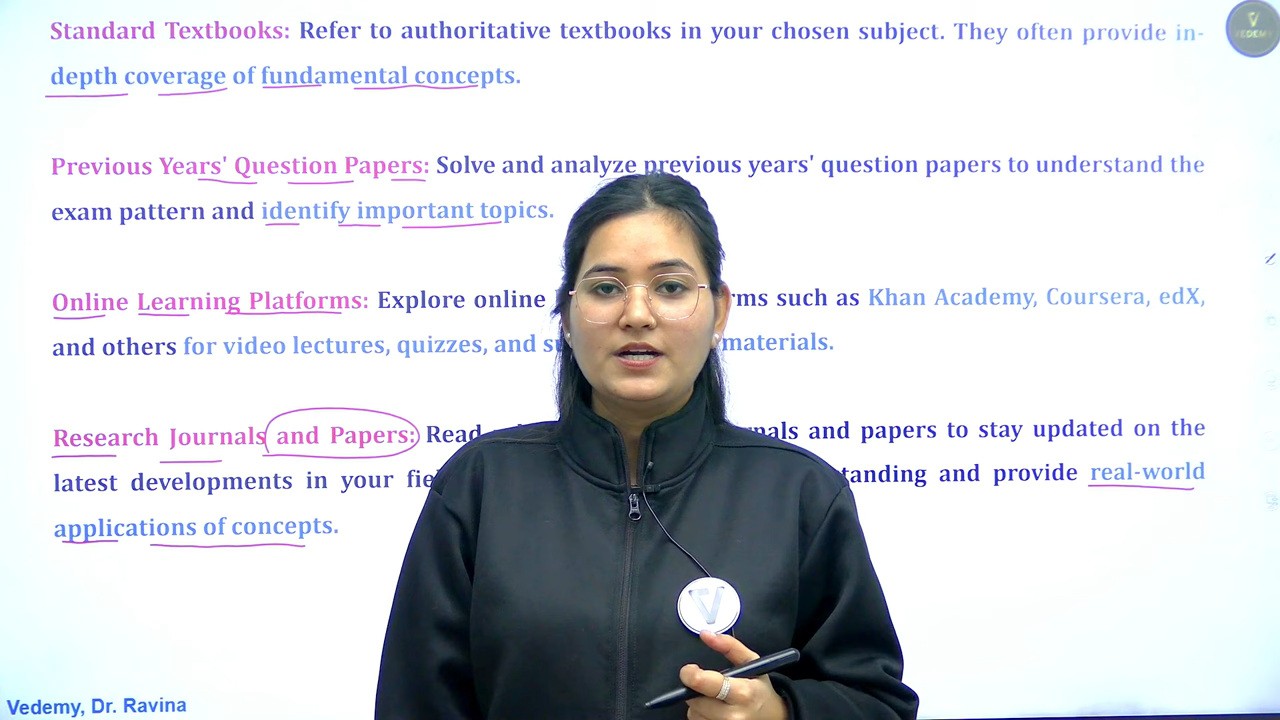 Standard Textbooks: Refer to authoritative textbooks in your chosen subject. They often provide in-
depth coverage of fundamental concepts.
Previous Years' Question Papers: Solve and analyze previous years' question papers to understand the
exam pattern and identify important topics.
Online Learning Platforms: Explore online rms such as Khan Academy, Coursera, edX,
and others for video lectures, quizzes, and materials.
Research Journals and Papers: Read nals and papers to stay updated on the
latest developments in your standing and provide real-world
applications of concepts.
Vedemy, Dr. Ravina
VEDEMY